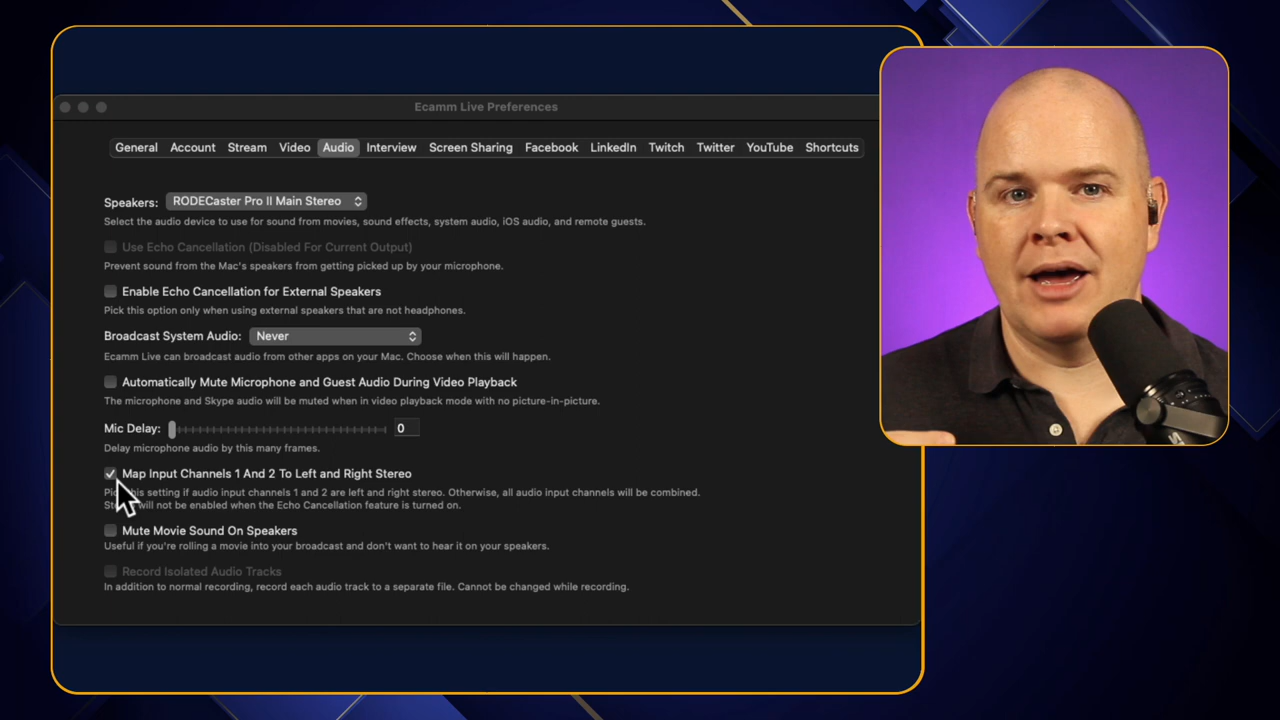 Ecamm Live Preferences
General Account Stream Video Audio Interview Screen Sharing Facebook LinkedIn Twitch Twitter YouTube Shortcuts
Speakers: RODECaster Pro II Main Stereo
Select the audio device to use for sound from movies, sound effects, system audio, iOS audio, and remote guests.
Use Echo Cancellation (Disabled For Current Output)
Prevent sound from the Mac's speakers from getting picked up by your microphone.
Enable Echo Cancellation for External Speakers
Pick this option only when using external speakers that are not headphones.
Broadcast System Audio: Never
Ecamm Live can broadcast audio from other apps on your Mac. Choose when this will happen.
Automatically Mute Microphone and Guest Audio During Video Playback
The microphone and Skype audio will be muted when in video playback mode with no picture-in-picture.
Mic Delay: 0
Delay microphone audio by this many frames.
Map Input Channels 1 And 2 To Left and Right Stereo
setting if audio input channels 1 and 2 are left and right stereo. Otherwise, all audio input channels will be combined.
will not be enabled when the Echo Cancellation feature is turned on.
Mute Movie Sound On Speakers
Useful if you're rolling a movie into your broadcast and don't want to hear it on your speakers.
Record Isolated Audio Tracks
In addition to normal recording, record each audio track to a separate file. Cannot be changed while recording.